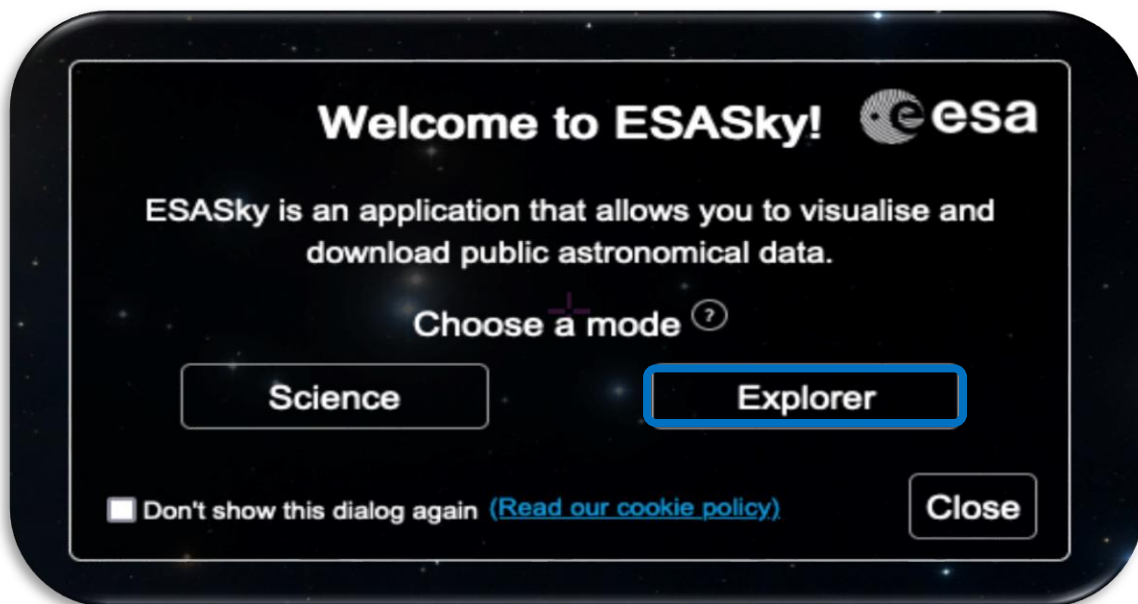 Welcome to ESASky!
esa
ESASky is an application that allows you to visualise and
download public astronomical data.
Choose a mode ?
Science
Explorer
Don't show this dialog again (Read our cookie policy)
Close